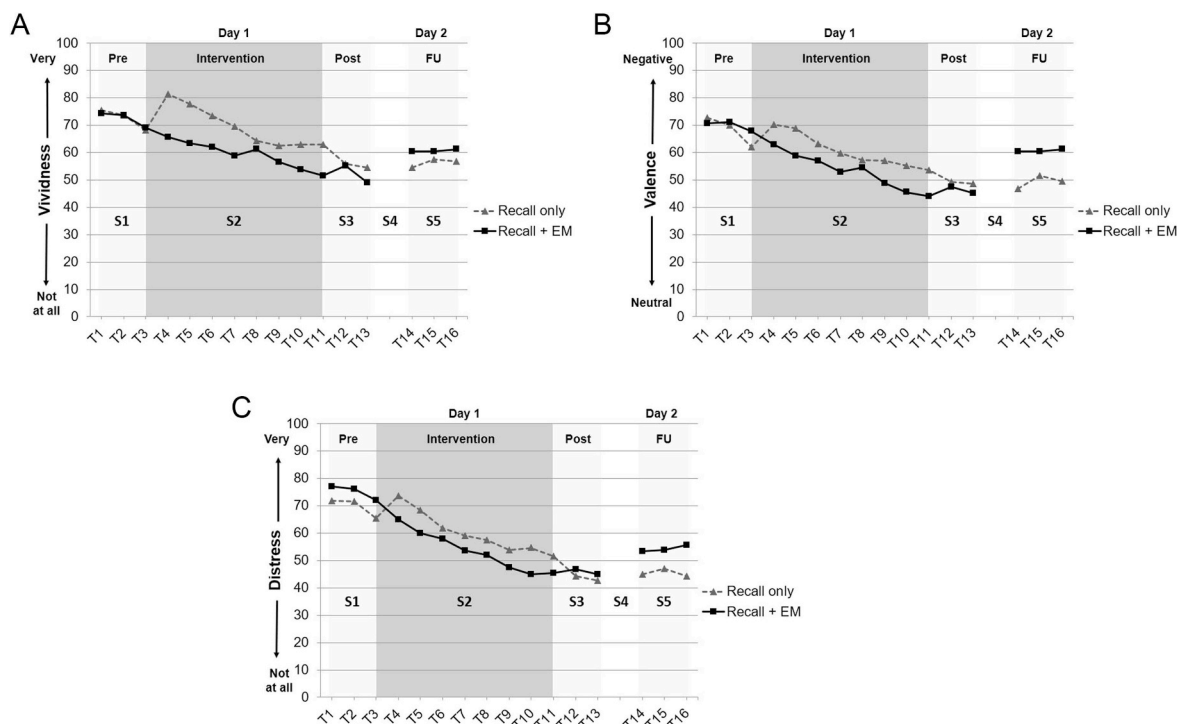 A
Day 1 Day 2
Very 100 Pre Intervention Post FU
90
80
70
60
Vividness 50
40
30 S1 S2 S3 S4 S5
20
10
Not at all 0
T1 T2 T3 T4 T5 T6 T7 T8 T9 T10 T11 T12 T13 T14 T15 T16
Recall only
Recall + EM
B
Day 1 Day 2
Negative 100 Pre Intervention Post FU
90
80
70
60
Valence 50
40
30 S1 S2 S3 S4 S5
20
10
Neutral 0
T1 T2 T3 T4 T5 T6 T7 T8 T9 T10 T11 T12 T13 T14 T15 T16
Recall only
Recall + EM
C
Day 1 Day 2
Very 100 Pre Intervention Post FU
90
80
70
60
Distress 50
40
30 S1 S2 S3 S4 S5
20
10
Not at all 0
T1 T2 T3 T4 T5 T6 T7 T8 T9 T10 T11 T12 T13 T14 T15 T16
Recall only
Recall + EM